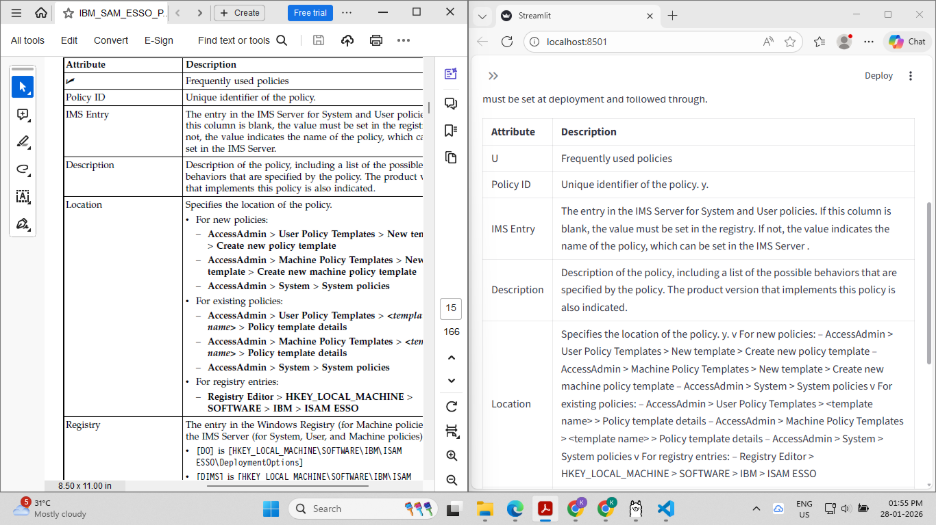 IBM_SAM_ESSO_P...
Create
Free trial
All tools Edit Convert E-Sign Find text or tools
Attribute Description
Frequently used policies
Policy ID Unique identifier of the policy.
IMS Entry The entry in the IMS Server for System and User
this column is blank, the value must be set in the
not, the value indicates the name of the policy, which
set in the IMS Server.
Description Description of the policy, including a list of the possible
behaviors that are specified by the policy. The product
that implements this policy is also indicated.
Location Specifies the location of the policy.
• For new policies:
– AccessAdmin > User Policy Templates > New
> Create new policy template
– AccessAdmin > Machine Policy Templates >
template > Create new machine policy template
– AccessAdmin > System > System policies
• For existing policies:
– AccessAdmin > User Policy Templates >
name> > Policy template details
– AccessAdmin > Machine Policy Templates >
name> > Policy template details
– AccessAdmin > System > System policies
• For registry entries:
– Registry Editor > HKEY_LOCAL_MACHINE >
SOFTWARE > IBM > ISAM ESSO
Registry The entry in the Windows Registry (for Machine
the IMS Server (for System, User, and Machine policies)
• [DO] is [HKEY_LOCAL_MACHINE\SOFTWARE\IBM\ISAM
ESSO\DeploymentOptions]
• [DIMS] is [HKEY_LOCAL_MACHINE\SOFTWARE\IBM\ISAM
8.50 x 11.00 in
15
166
Streamlit
localhost:8501
Chat
Deploy
must be set at deployment and followed through.
Attribute Description
U Frequently used policies
Policy ID Unique identifier of the policy. y.
IMS Entry The entry in the IMS Server for System and User policies. If this column is
blank, the value must be set in the registry. If not, the value indicates the
name of the policy, which can be set in the IMS Server .
Description Description of the policy, including a list of the possible behaviors that are
specified by the policy. The product version that implements this policy is
also indicated.
Location Specifies the location of the policy. y. v For new policies: – AccessAdmin >
User Policy Templates > New template > Create new policy template –
AccessAdmin > Machine Policy Templates > New template > Create new
machine policy template – AccessAdmin > System > System policies v For
existing policies: – AccessAdmin > User Policy Templates > <template
name> > Policy template details – AccessAdmin > Machine Policy Templates
> <template name> > Policy template details – AccessAdmin > System >
System policies v For registry entries: – Registry Editor >
HKEY_LOCAL_MACHINE > SOFTWARE > IBM > ISAM ESSO
5
31°C
Mostly cloudy
Search
ENG
US
01:55 PM
28-01-2026